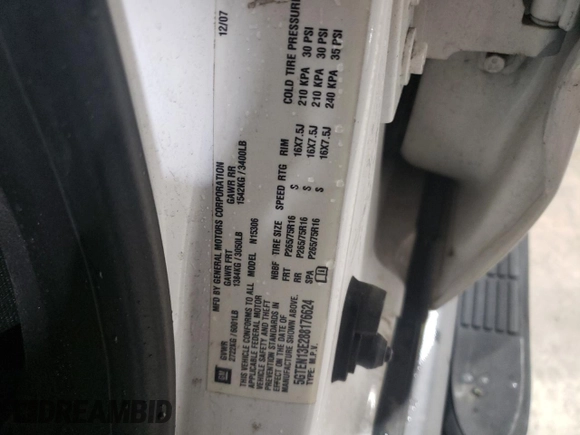 MFD BY GENERAL MOTORS CORPORATION 12/07
GVWR GAWR FRT GAWR RR
2722KG/6001LB 1384KG/3050LB 1542KG/3400LB
THIS VEHICLE CONFORMS TO ALL
APPLICABLE FEDERAL MOTOR
VEHICLE SAFETY AND THEFT
PREVENTION STANDARDS IN
EFFECT ON THE DATE OF
MANUFACTURE SHOWN ABOVE.
5GTEN13E288176624
TYPE: M.P.V.
MODEL N15306
NBBF TIRE SIZE SPEED RTG RIM COLD TIRE PRESSURE
FRT P265/75R16 S 16X7.5J 210 KPA 30 PSI
RR P265/75R16 S 16X7.5J 210 KPA 30 PSI
SPA P265/75R16 S 16X7.5J 240 KPA 35 PSI
GM
DREAMBID